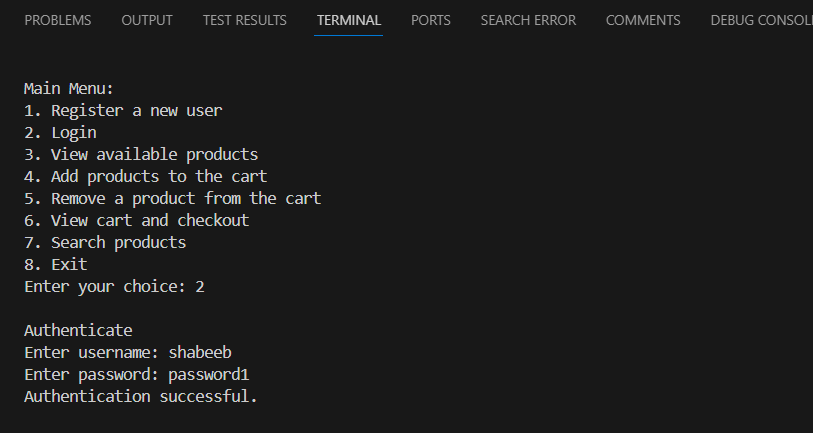 PROBLEMS OUTPUT TEST RESULTS TERMINAL PORTS SEARCH ERROR COMMENTS DEBUG CONSOL
Main Menu:
1. Register a new user
2. Login
3. View available products
4. Add products to the cart
5. Remove a product from the cart
6. View cart and checkout
7. Search products
8. Exit
Enter your choice: 2
Authenticate
Enter username: shabeeb
Enter password: password1
Authentication successful.